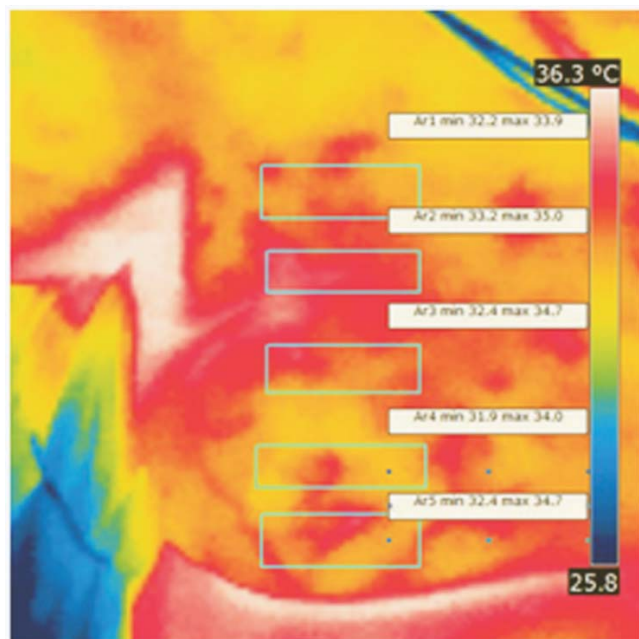 36.3 ºC
Ar1 min 32.2 max 33.9
Ar2 min 33.2 max 35.0
Ar3 min 32.4 max 34.7
Ar4 min 31.9 max 34.0
Ar5 min 32.4 max 34.7
25.8